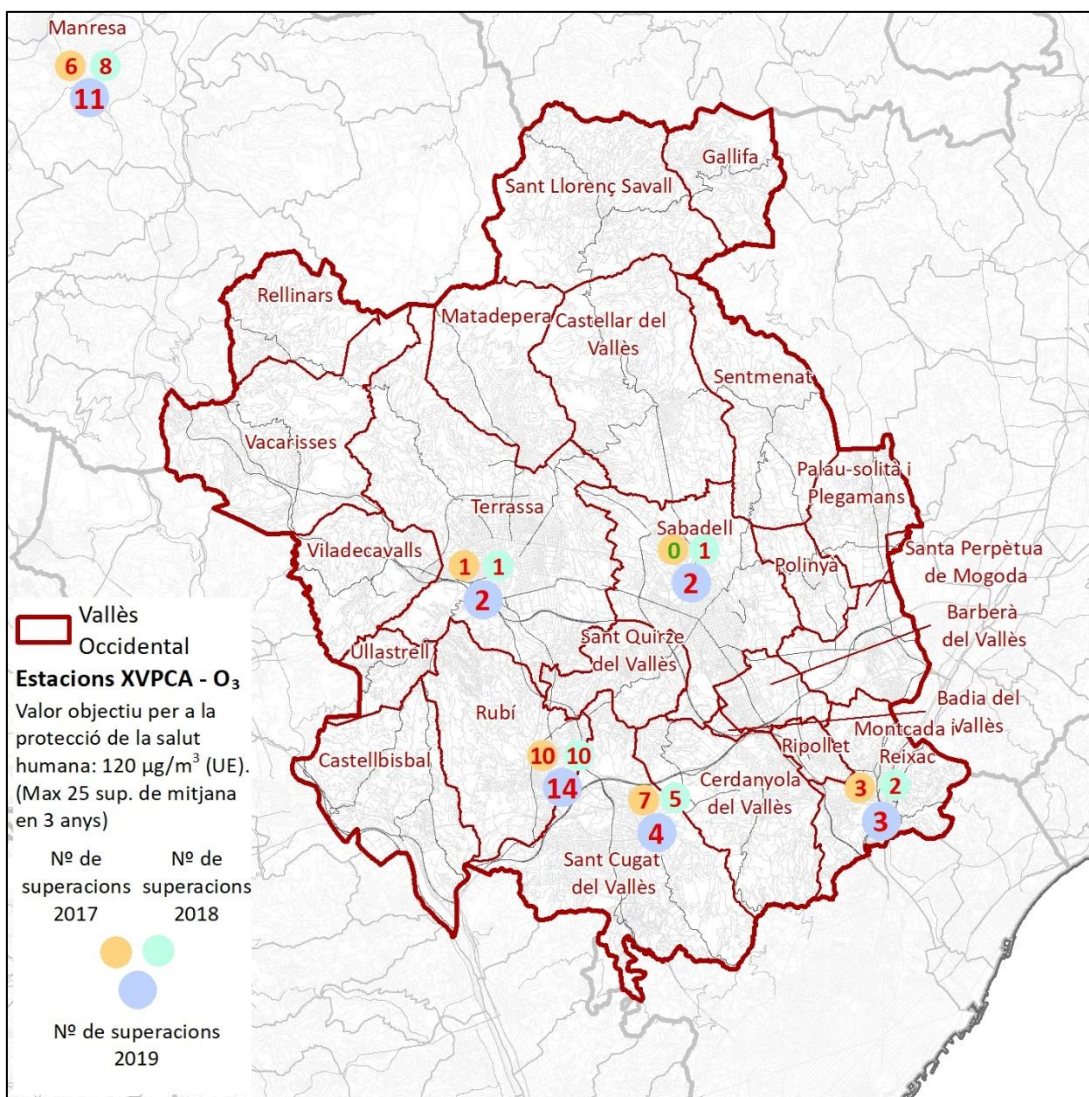 Manresa
6 8
11
Gallifa
Sant Llorenç Savall
Rellinars
Matadepera
Castellar del
Vallès
Sentmenat
Vacarisses
Palau-solità i
Plegamans
Terrassa
Sabadell
Viladecavalls
1 1
2
0 1
2
Polinyà
Santa Perpètua
de Mogoda
Barberà
del Vallès
Sant Quirze
del Vallès
Ullastrell
Rubí
Badia del
Vallès
Montcada i
Reixac
Ripollet
Castellbisbal
Cerdanyola
del Vallès
10 10
14
7 5
4
3 2
3
Sant Cugat
del Vallès
Vallès
Occidental
Estacions XVPCA - O₃
Valor objectiu per a la
protecció de la salut
humana: 120 µg/m³ (UE).
(Max 25 sup. de mitjana
en 3 anys)
Nº de
superacions
2017
Nº de
superacions
2018
Nº de superacions
2019